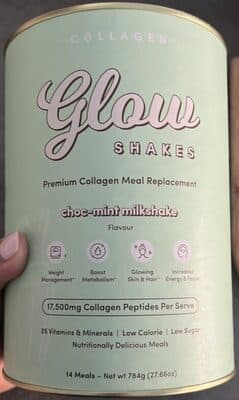 COLLAGEN
Glow
SHAKES
Premium Collagen Meal Replacement
choc-mint milkshake
Flavour
Weight Management* Boost Metabolism* Glowing Skin & Hair* Increased Energy &
17,500mg Collagen Peptides Per Serve
25 Vitamins & Minerals | Low Calorie | Low Sugar
Nutritionally Delicious Meals
14 Meals – Net wt 784g (27.66oz)